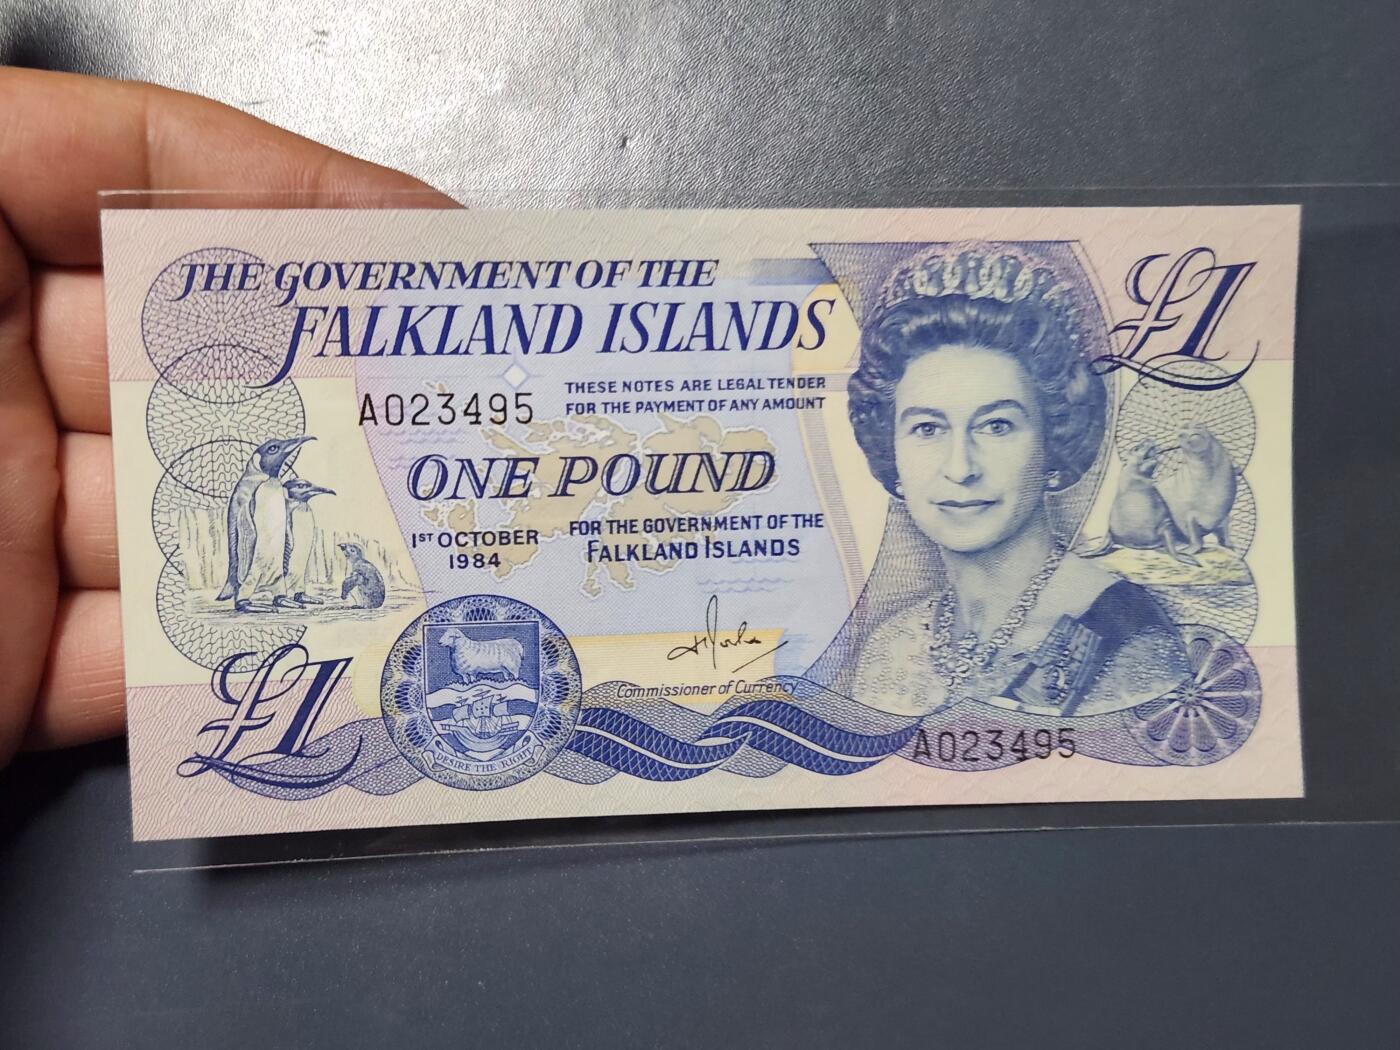 THE GOVERNMENT OF THE
FALKLAND ISLANDS
£1
A023495
THESE NOTES ARE LEGAL TENDER
FOR THE PAYMENT OF ANY AMOUNT
ONE POUND
1ST OCTOBER
1984
FOR THE GOVERNMENT OF THE
FALKLAND ISLANDS
Commissioner of Currency
£1
DESIRE THE RIGHT
A023495